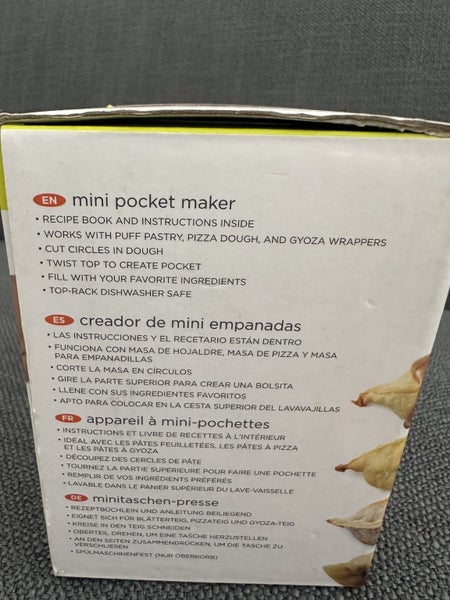 EN mini pocket maker
• RECIPE BOOK AND INSTRUCTIONS INSIDE
• WORKS WITH PUFF PASTRY, PIZZA DOUGH, AND GYOZA WRAPPERS
• CUT CIRCLES IN DOUGH
• TWIST TOP TO CREATE POCKET
• FILL WITH YOUR FAVORITE INGREDIENTS
• TOP-RACK DISHWASHER SAFE
ES creador de mini empanadas
• LAS INSTRUCCIONES Y EL RECETARIO ESTÁN DENTRO
• FUNCIONA CON MASA DE HOJALDRE, MASA DE PIZZA Y MASA
PARA EMPANADILLAS
• CORTE LA MASA EN CÍRCULOS
• GIRE LA PARTE SUPERIOR PARA CREAR UNA BOLSITA
• LLENE CON SUS INGREDIENTES FAVORITOS
• APTO PARA COLOCAR EN LA CESTA SUPERIOR DEL LAVAVAJILLAS
FR appareil à mini-pochettes
• INSTRUCTIONS ET LIVRE DE RECETTES À L'INTÉRIEUR
• IDÉAL AVEC LES PÂTES FEUILLETÉES, LES PÂTES À PIZZA
ET LES PÂTES À GYOZA
• DÉCOUPEZ DES CERCLES DE PÂTE
• TOURNEZ LA PARTIE SUPÉRIEURE POUR FAIRE UNE POCHETTE
• REMPLIR DE VOS INGRÉDIENTS PRÉFÉRÉS
• LAVABLE DANS LE PANIER SUPÉRIEUR DU LAVE-VAISSELLE
DE minitaschen-presse
• REZEPTBÜCHLEIN UND ANLEITUNG BEILIEGEND
• EIGNET SICH FÜR BLÄTTERTEIG, PIZZATEIG UND GYOZA-TEIG
• KREISE IN DEN TEIG SCHNEIDEN
• OBERTEIL DREHEN, UM EINE TASCHE HERZUSTELLEN
• AN DEN SEITEN ZUSAMMENDRÜCKEN, UM DIE TASCHE ZU
VERSCHLIEREN
• SPÜLMASCHINENFEST (NUR OBERKORB)